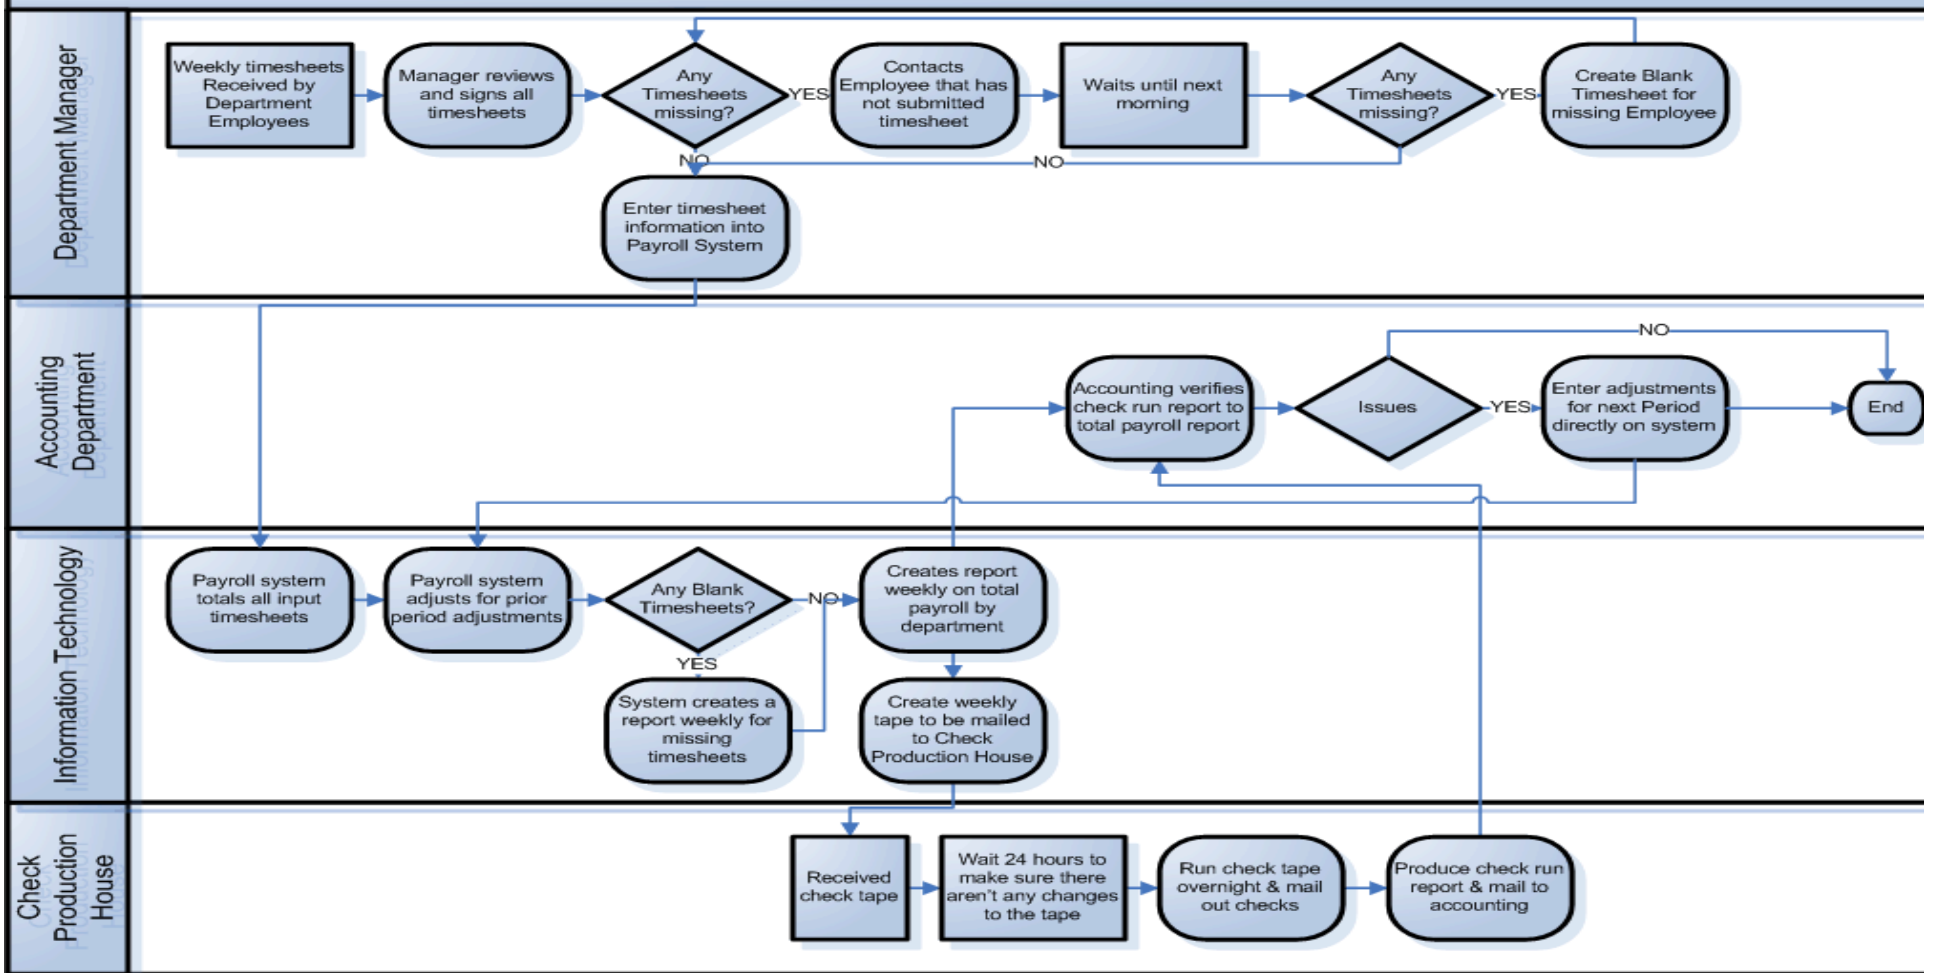 Department Manager
Weekly timesheets
Received by
Department
Employees
Manager reviews
and signs all
timesheets
Any
Timesheets
missing?
YES
Contacts
Employee that has
not submitted
timesheet
Waits until next
morning
Any
Timesheets
missing?
YES
Create Blank
Timesheet for
missing Employee
NO
NO
Enter timesheet
information into
Payroll System
Accounting
Department
NO
Accounting verifies
check run report to
total payroll report
Issues
YES
Enter adjustments
for next Period
directly on system
End
Information Technology
Payroll system
totals all input
timesheets
Payroll system
adjusts for prior
period adjustments
Any Blank
Timesheets?
NO
Creates report
weekly on total
payroll by
department
YES
System creates a
report weekly for
missing
timesheets
Create weekly
tape to be mailed
to Check
Production House
Check
Production
House
Received
check tape
Wait 24 hours to
make sure there
aren't any changes
to the tape
Run check tape
overnight & mail
out checks
Produce check run
report & mail to
accounting